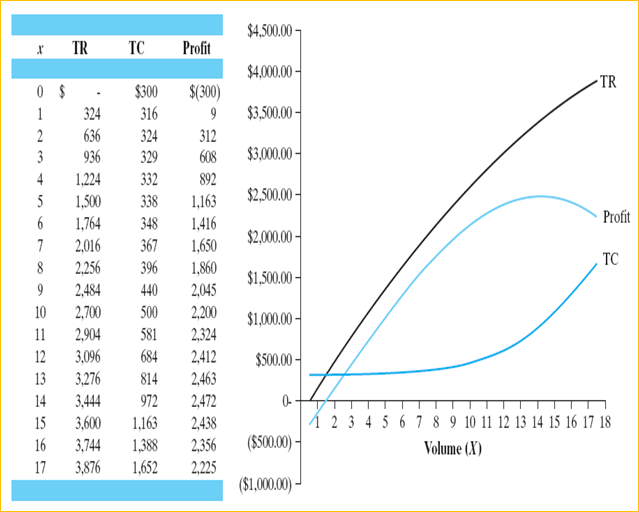 x TR TC Profit
0 $ - $300 $(300)
1 324 316 9
2 636 324 312
3 936 329 608
4 1,224 332 892
5 1,500 338 1,163
6 1,764 348 1,416
7 2,016 367 1,650
8 2,256 396 1,860
9 2,484 440 2,045
10 2,700 500 2,200
11 2,904 581 2,324
12 3,096 684 2,412
13 3,276 814 2,463
14 3,444 972 2,472
15 3,600 1,163 2,438
16 3,744 1,388 2,356
17 3,876 1,652 2,225
$4,500.00
$4,000.00
$3,500.00
$3,000.00
$2,500.00
$2,000.00
$1,500.00
$1,000.00
$500.00
0-
($500.00)
($1,000.00)
TR
Profit
TC
1 2 3 4 5 6 7 8 9 10 11 12 13 14 15 16 17 18
Volume (X)